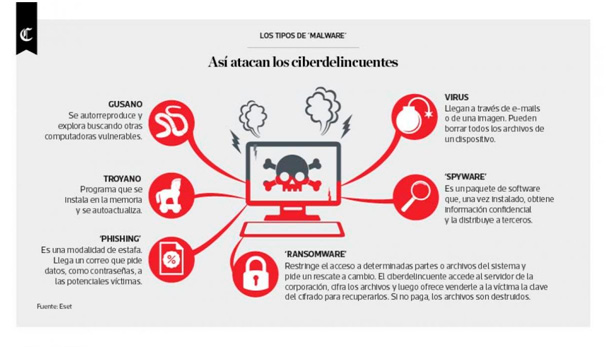 C
LOS TIPOS DE 'MALWARE'
Así atacan los ciberdelincuentes
GUSANO
Se autorreproduce y
explora buscando otras
computadoras vulnerables.
TROYANO
Programa que se
instala en la memoria
y se autoactualiza.
'PHISHING'
Es una modalidad de estafa.
Llega un correo que pide
datos, como contraseñas, a
las potenciales víctimas.
%
VIRUS
Llegan a través de e-mails
o de una imagen. Pueden
borrar todos los archivos de
un dispositivo.
'SPYWARE'
Es un paquete de software
que, una vez instalado, obtiene
información confidencial
y la distribuye a terceros.
'RANSOMWARE'
Restringe el acceso a determinadas partes o archivos del sistema y
pide un rescate a cambio. El ciberdelincuente accede al servidor de la
corporación, cifra los archivos y luego ofrece venderle a la víctima la clave
del cifrado para recuperarlos. Si no paga, los archivos son destruidos.
Fuente: Eset